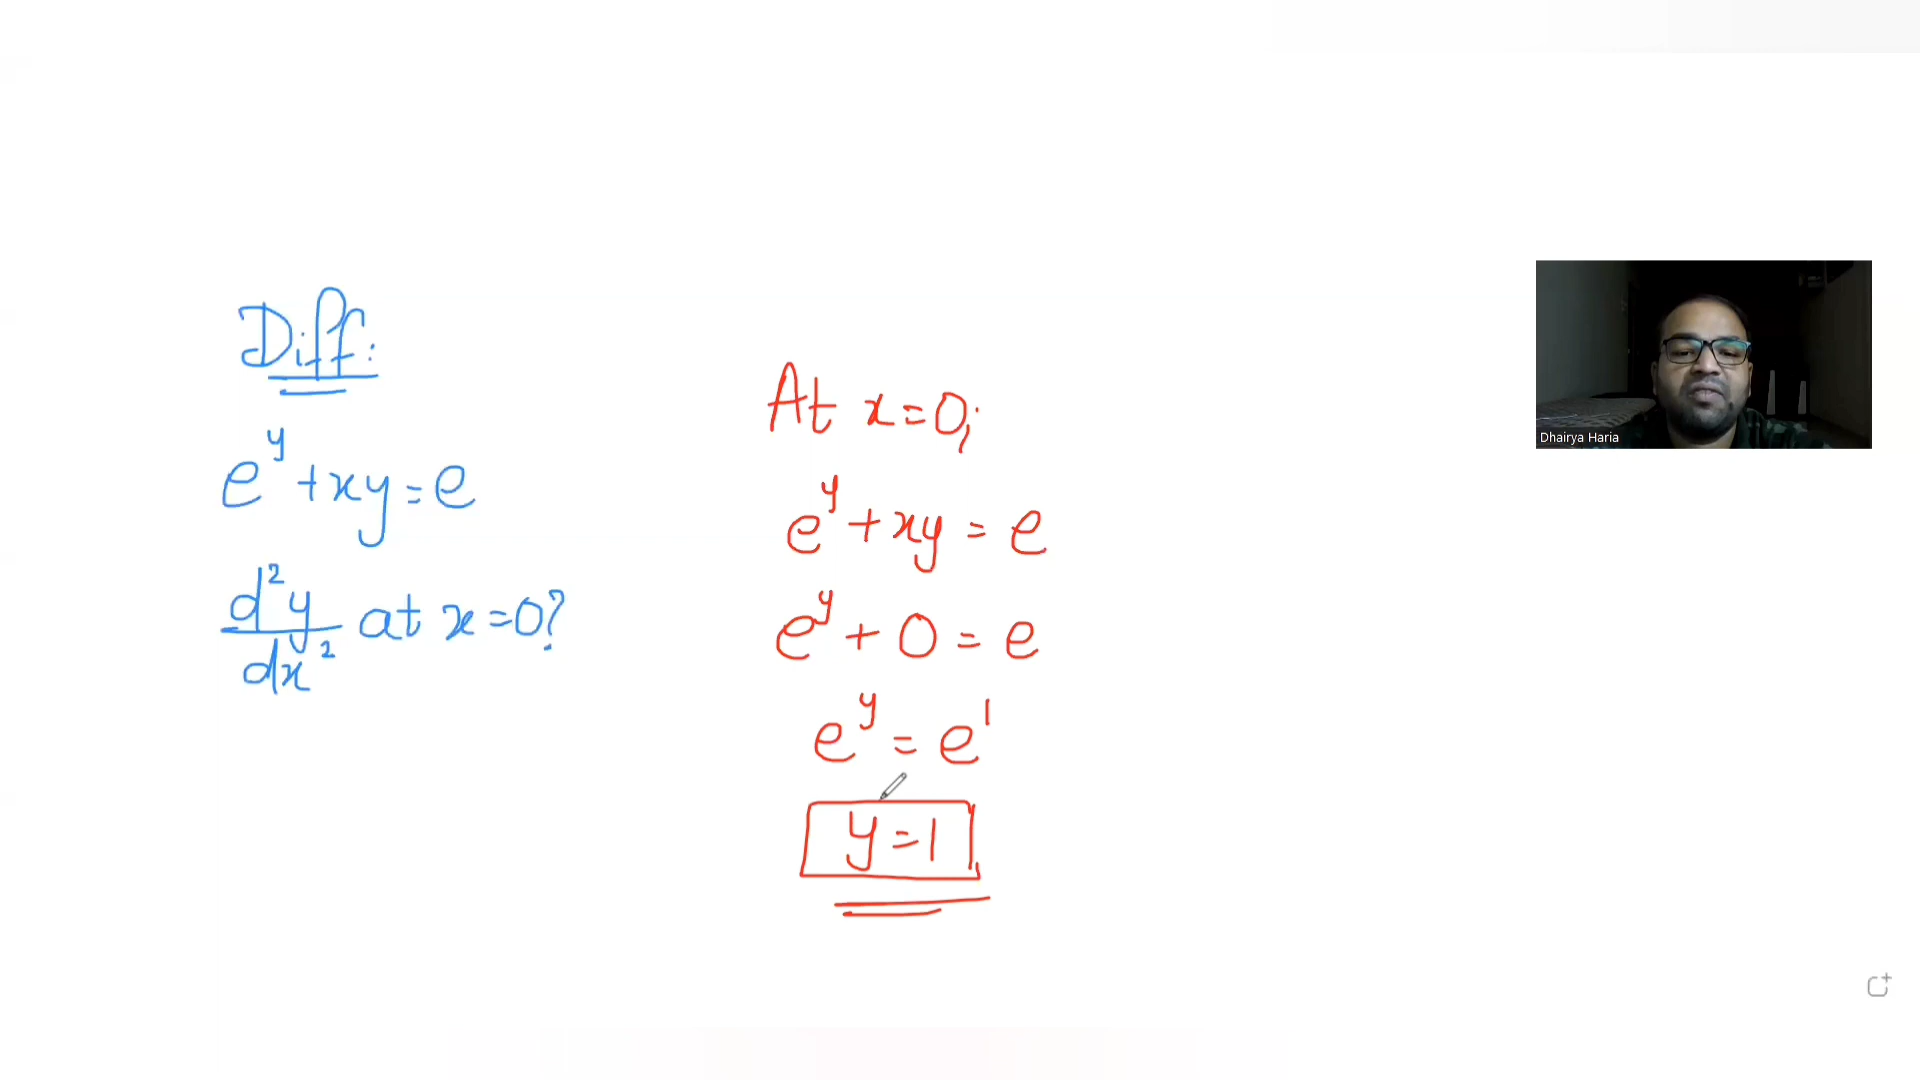 Diff:
e^y + xy = e
d²y/dx² at x = 0?
At x = 0;
e^y + xy = e
e^y + 0 = e
e^y = e^1
y = 1
Dhairya Haria